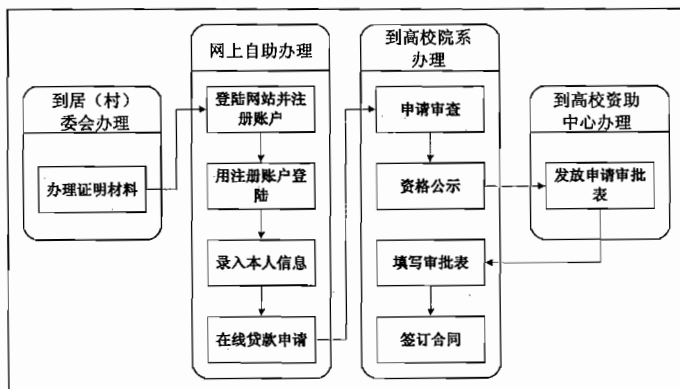 到居（村）
委会办理
办理证明材料
网上自助办理
登陆网站并注
册账户
用注册账户登
陆
录入本人信息
在线贷款申请
到高校院系
办理
申请审查
资格公示
填写审批表
签订合同
到高校资助
中心办理
发放申请审批
表